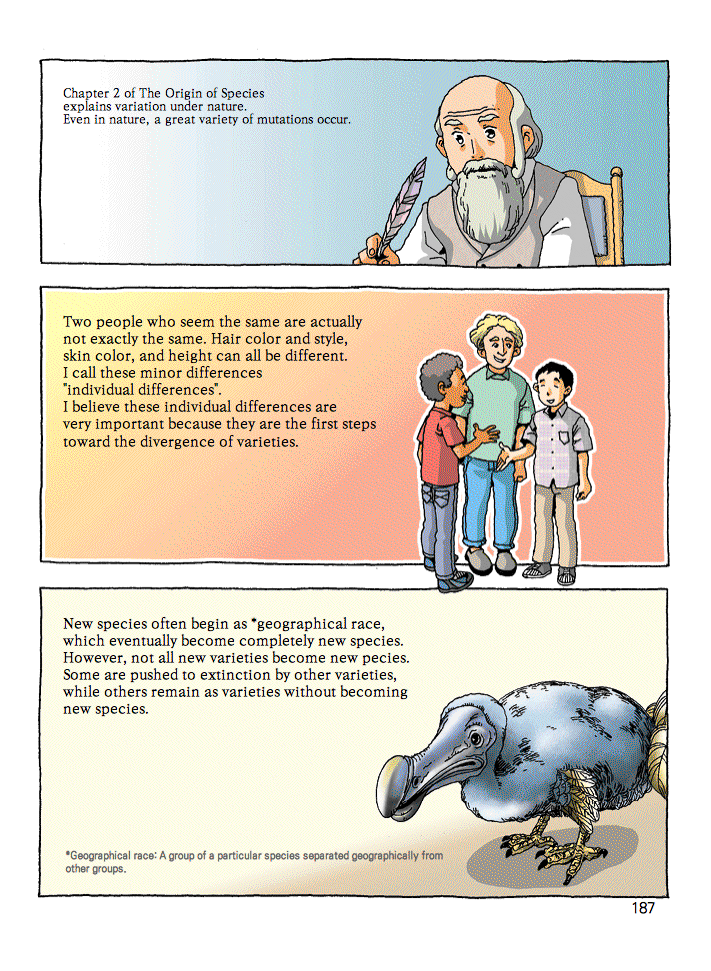 Chapter 2 of The Origin of Species
explains variation under nature.
Even in nature, a great variety of mutations occur.
Two people who seem the same are actually
not exactly the same. Hair color and style,
skin color, and height can all be different.
I call these minor differences
"individual differences".
I believe these individual differences are
very important because they are the first steps
toward the divergence of varieties.
New species often begin as *geographical race,
which eventually become completely new species.
However, not all new varieties become new pecies.
Some are pushed to extinction by other varieties,
while others remain as varieties without becoming
new species.
*Geographical race: A group of a particular species separated geographically from
other groups.
187